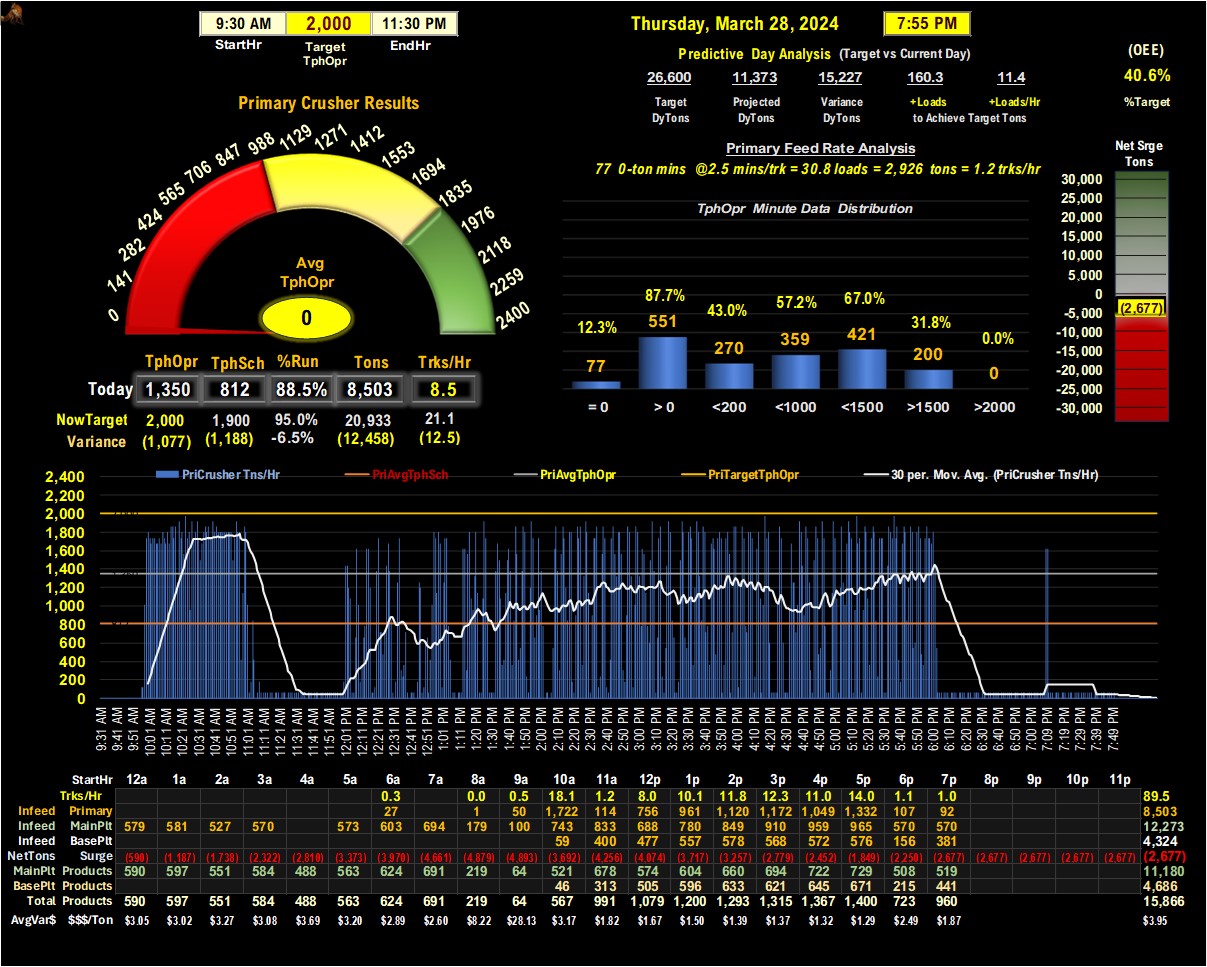 9:30 AM 2,000 11:30 PM
StartHr Target TphOpr EndHr
Thursday, March 28, 2024 7:55 PM
Predictive Day Analysis (Target vs Current Day)
26,600 11,373 15,227 160.3 11.4
Target DyTons Projected DyTons Variance DyTons +Loads +Loads/Hr
to Achieve Target Tons
(OEE)
40.6%
%Target
Primary Crusher Results
0 141 282 424 565 706 847 988 1129 1271 1412 1553 1694 1835 1976 2118 2259 2400
Avg
TphOpr
0
TphOpr TphSch %Run Tons Trks/Hr
Today 1,350 812 88.5% 8,503 8.5
NowTarget 2,000 1,900 95.0% 20,933 21.1
Variance (1,077) (1,188) -6.5% (12,458) (12.5)
Primary Feed Rate Analysis
77 0-ton mins @2.5 mins/trk = 30.8 loads = 2,926 tons = 1.2 trks/hr
TphOpr Minute Data Distribution
12.3% 87.7% 43.0% 57.2% 67.0% 31.8% 0.0%
77 551 270 359 421 200 0
= 0 > 0 <200 <1000 <1500 >1500 >2000
Net Srge
Tons
30,000
25,000
20,000
15,000
10,000
5,000
0
(2,677)
-5,000
-10,000
-15,000
-20,000
-25,000
-30,000
PriCrusher Tns/Hr PriAvgTphSch PriAvgTphOpr PriTargetTphOpr 30 per. Mov. Avg. (PriCrusher Tns/Hr)
2,400
2,200
2,000
1,800
1,600
1,400
1,200
1,000
800
600
400
200
0
9:31 AM 9:41 AM 9:51 AM 10:01 AM 10:11 AM 10:21 AM 10:31 AM 10:41 AM 10:51 AM 11:01 AM 11:11 AM 11:21 AM 11:31 AM 11:41 AM 11:51 AM 12:01 PM 12:11 PM 12:21 PM 12:31 PM 12:41 PM 12:51 PM 1:01 PM 1:11 PM 1:20 PM 1:30 PM 1:40 PM 1:50 PM 2:00 PM 2:10 PM 2:20 PM 2:30 PM 2:40 PM 2:50 PM 3:00 PM 3:10 PM 3:20 PM 3:30 PM 3:40 PM 3:50 PM 4:00 PM 4:10 PM 4:20 PM 4:30 PM 4:40 PM 4:50 PM 5:00 PM 5:10 PM 5:20 PM 5:30 PM 5:40 PM 5:50 PM 6:00 PM 6:10 PM 6:20 PM 6:30 PM 6:40 PM 6:50 PM 7:00 PM 7:09 PM 7:19 PM 7:29 PM 7:39 PM 7:49 PM
StartHr 12a 1a 2a 3a 4a 5a 6a 7a 8a 9a 10a 11a 12p 1p 2p 3p 4p 5p 6p 7p 8p 9p 10p 11p
Trks/Hr 0.3 0.0 0.5 18.1 1.2 8.0 10.1 11.8 12.3 11.0 14.0 1.1 1.0 89.5
Infeed Primary 27 1 50 1,722 114 756 961 1,120 1,172 1,049 1,332 107 92 8,503
Infeed MainPlt 579 581 527 570 573 603 694 179 100 743 833 688 780 849 910 959 965 570 570 12,273
Infeed BasePlt 59 400 477 557 578 568 572 576 156 381 4,324
NetTons Surge (590) (1,187) (1,738) (2,322) (2,810) (3,373) (3,970) (4,661) (4,879) (4,893) (3,692) (4,256) (4,074) (3,717) (3,257) (2,779) (2,452) (1,849) (2,250) (2,677) (2,677) (2,677) (2,677) (2,677) (2,677)
MainPlt Products 590 597 551 584 488 563 624 691 219 64 521 678 574 604 660 694 722 729 508 519 11,180
BasePlt Products 46 313 505 596 633 621 645 671 215 441 4,686
Total Products 590 597 551 584 488 563 624 691 219 64 567 991 1,079 1,200 1,293 1,315 1,367 1,400 723 960 15,866
AvgVar$ $$$/Ton $3.05 $3.02 $3.27 $3.08 $3.69 $3.20 $2.89 $2.60 $8.22 $28.13 $3.17 $1.82 $1.67 $1.50 $1.39 $1.37 $1.32 $1.29 $2.49 $1.87 $3.95